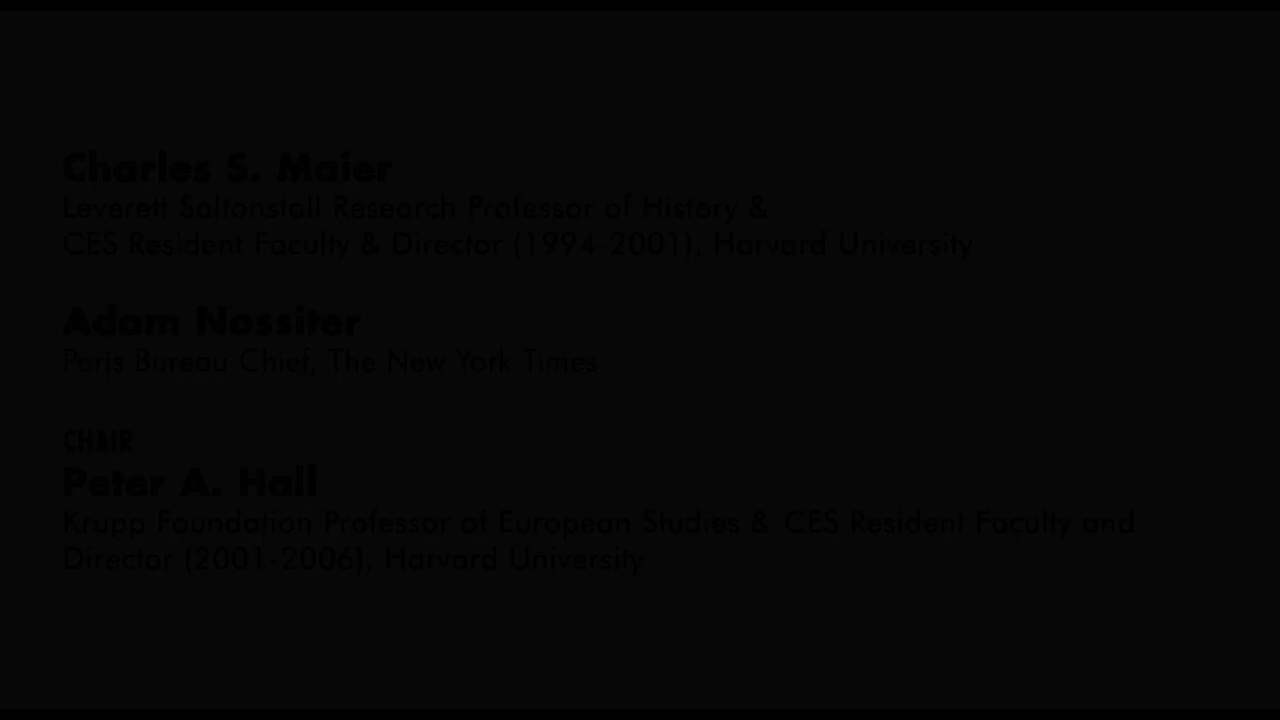 Charles S. Maier
Leverett Saltonstall Research Professor of History &
CES Resident Faculty & Director (1994-2001), Harvard University
Adam Nossiter
Paris Bureau Chief, The New York Times
CHAIR
Peter A. Hall
Krupp Foundation Professor of European Studies & CES Resident Faculty and
Director (2001-2006), Harvard University